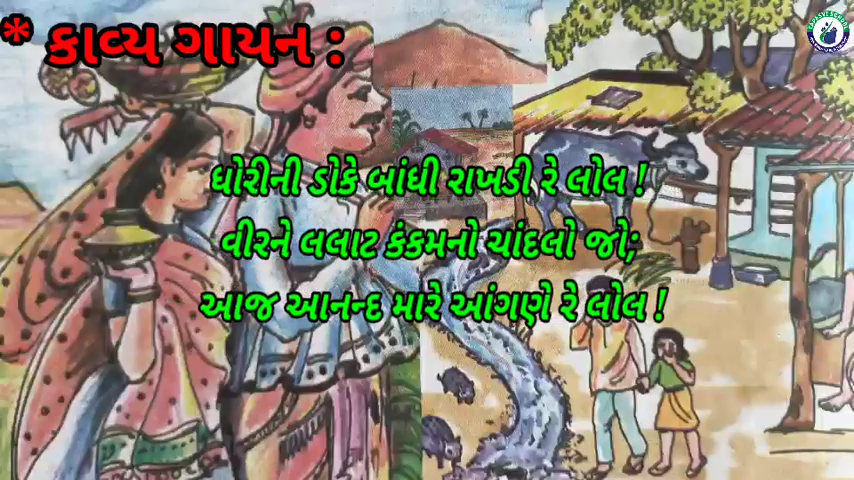 * કાવ્ય ગાયન :
ધોરીની ડોકે બાંધી રાખડી રે લોલ !
વીરને લલાટ કંકમનો ચાંદલો જો;
આજ આનન્દ મારે આંગણે રે લોલ !